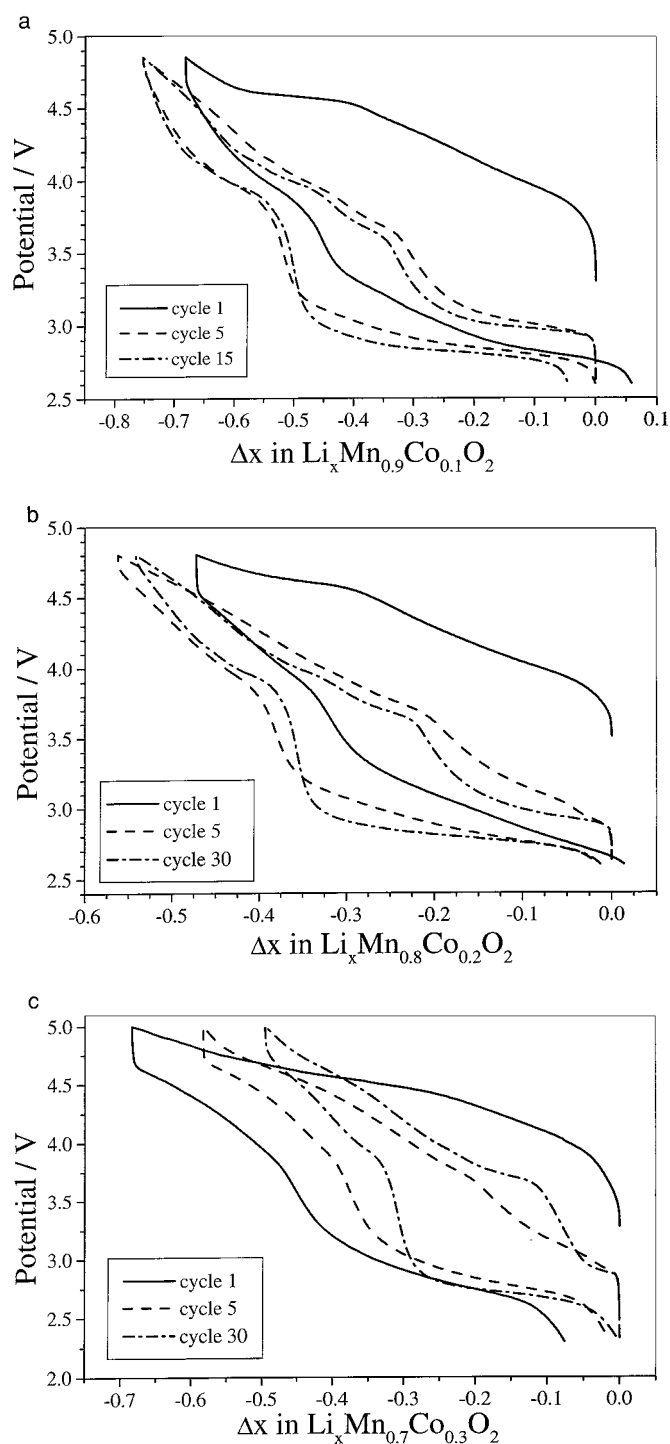 a
5.0
4.5
4.0
3.5
3.0
2.5
Potential / V
cycle 1
cycle 5
cycle 15
-0.8 -0.7 -0.6 -0.5 -0.4 -0.3 -0.2 -0.1 0.0 0.1
Δx in LiₓMn₀.₉Co₀.₁O₂
b
5.0
4.5
4.0
3.5
3.0
2.5
Potential / V
cycle 1
cycle 5
cycle 30
-0.6 -0.5 -0.4 -0.3 -0.2 -0.1 0.0
Δx in LiₓMn₀.₈Co₀.₂O₂
c
5.0
4.5
4.0
3.5
3.0
2.5
2.0
Potential / V
cycle 1
cycle 5
cycle 30
-0.7 -0.6 -0.5 -0.4 -0.3 -0.2 -0.1 0.0
Δx in LiₓMn₀.₇Co₀.₃O₂